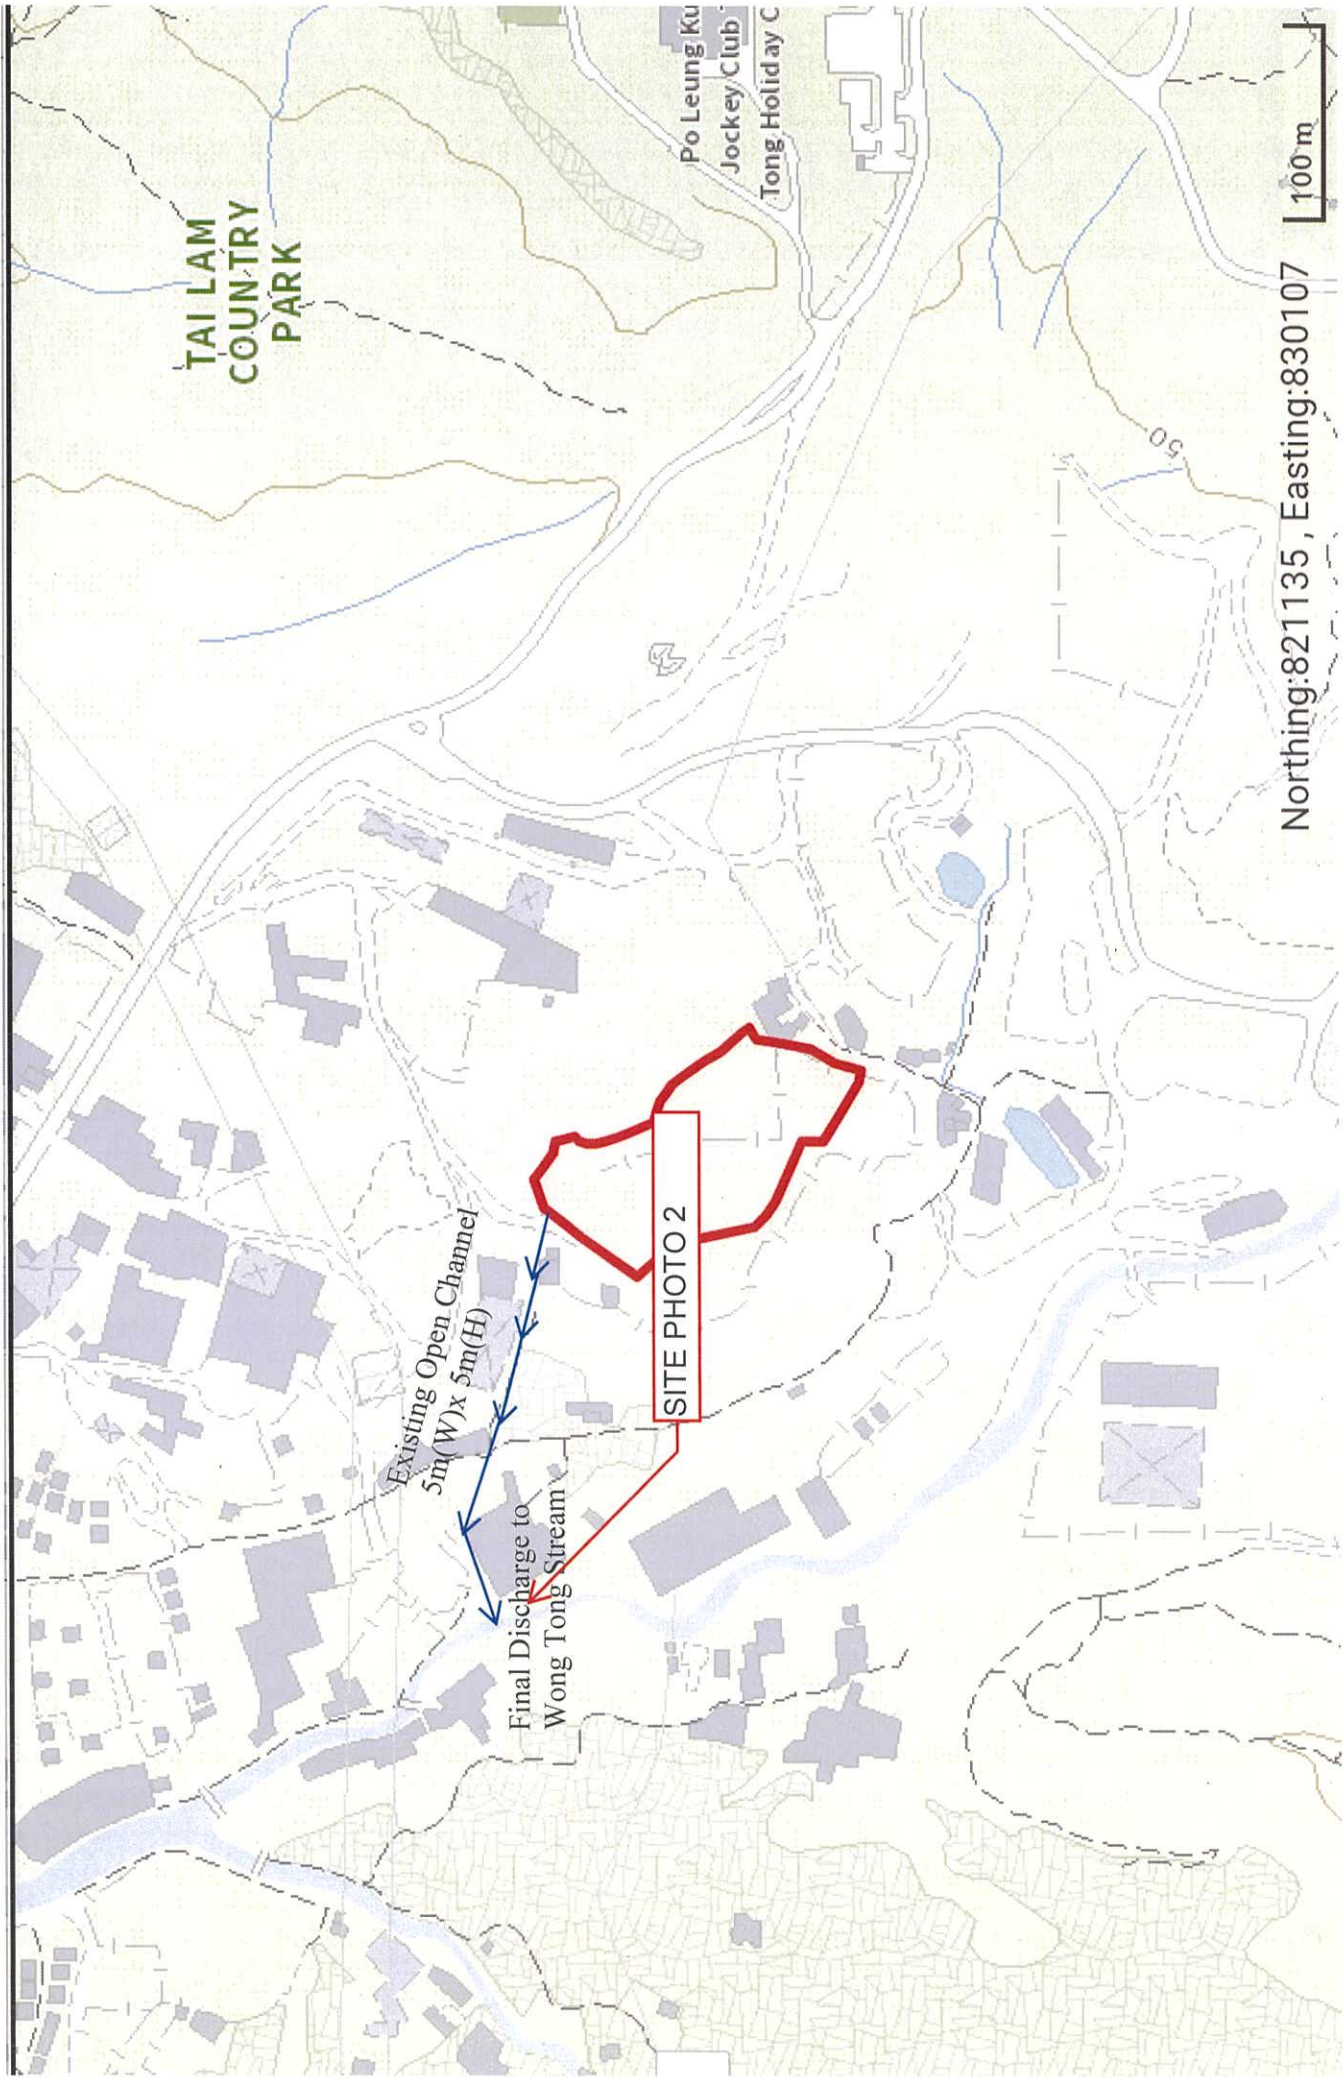 TAI LAM
COUNTRY
PARK
Po Leung Ku
Jockey Club
Tong Holiday C
Existing Open Channel
5m(W)x 5m(H)
Final Discharge to
Wong Tong Stream
SITE PHOTO 2
50
Northing:821135 , Easting:830107
100 m